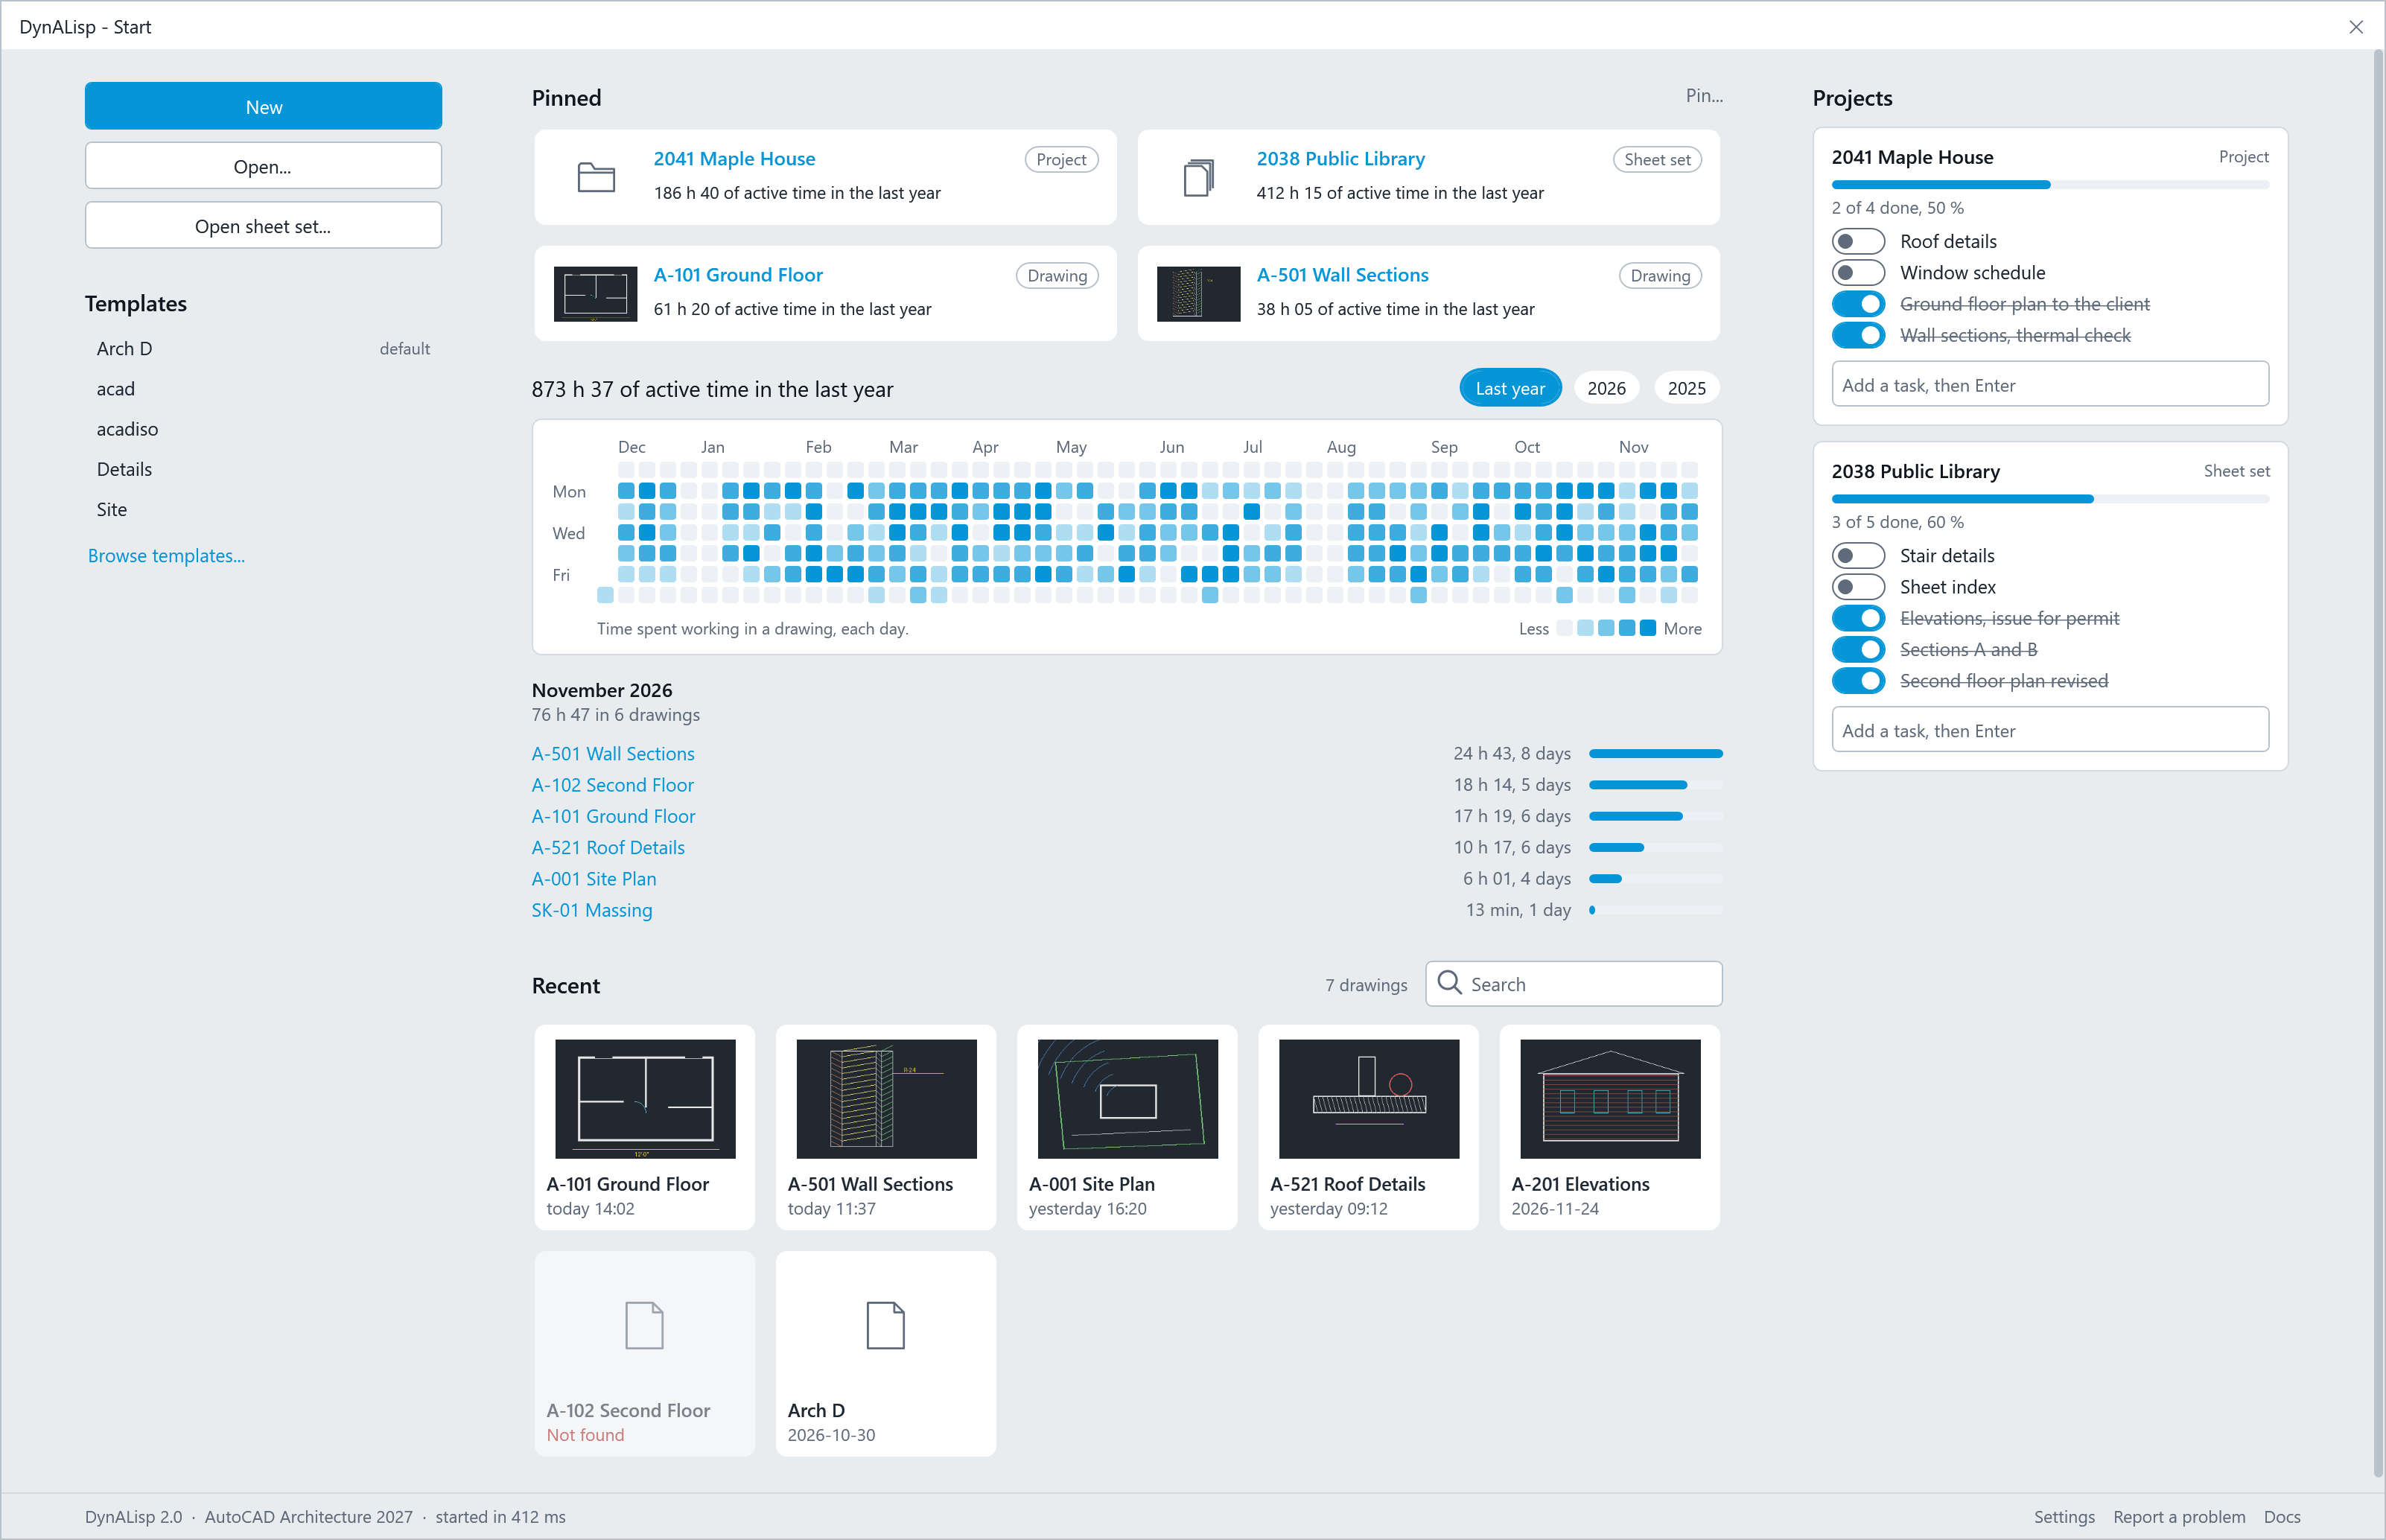 DynALisp - Start
New
Open...
Open sheet set...
Templates
Arch D default
acad
acadiso
Details
Site
Browse templates...
Pinned Pin...
2041 Maple House Project
186 h 40 of active time in the last year
2038 Public Library Sheet set
412 h 15 of active time in the last year
A-101 Ground Floor Drawing
61 h 20 of active time in the last year
A-501 Wall Sections Drawing
38 h 05 of active time in the last year
873 h 37 of active time in the last year Last year 2026 2025
Dec Jan Feb Mar Apr May Jun Jul Aug Sep Oct Nov
Mon
Wed
Fri
Time spent working in a drawing, each day. Less More
November 2026
76 h 47 in 6 drawings
A-501 Wall Sections 24 h 43, 8 days
A-102 Second Floor 18 h 14, 5 days
A-101 Ground Floor 17 h 19, 6 days
A-521 Roof Details 10 h 17, 6 days
A-001 Site Plan 6 h 01, 4 days
SK-01 Massing 13 min, 1 day
Recent 7 drawings Search
12'0"
R-24
A-101 Ground Floor
today 14:02
A-501 Wall Sections
today 11:37
A-001 Site Plan
yesterday 16:20
A-521 Roof Details
yesterday 09:12
A-201 Elevations
2026-11-24
A-102 Second Floor
Not found
Arch D
2026-10-30
Projects
2041 Maple House Project
2 of 4 done, 50 %
Roof details
Window schedule
Ground floor plan to the client
Wall sections, thermal check
Add a task, then Enter
2038 Public Library Sheet set
3 of 5 done, 60 %
Stair details
Sheet index
Elevations, issue for permit
Sections A and B
Second floor plan revised
Add a task, then Enter
DynALisp 2.0 · AutoCAD Architecture 2027 · started in 412 ms Settings Report a problem Docs